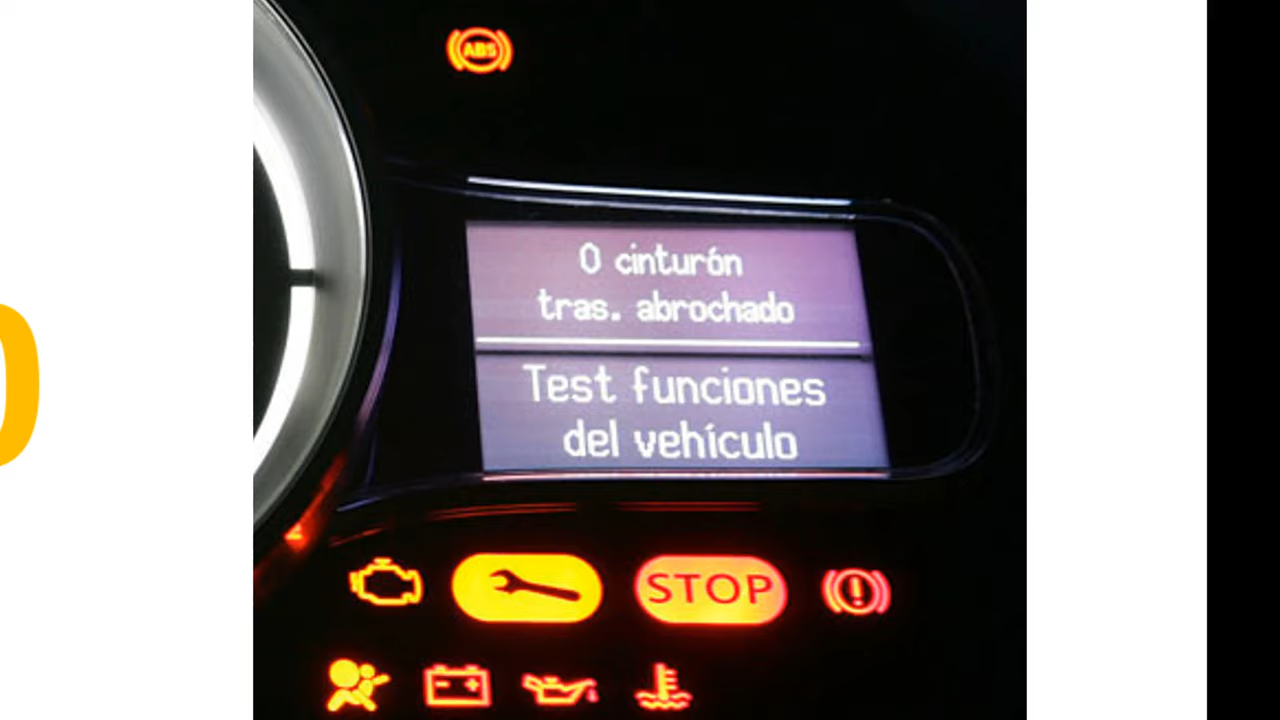 ABS
0 cinturón
tras. abrochado
Test funciones
del vehículo
STOP